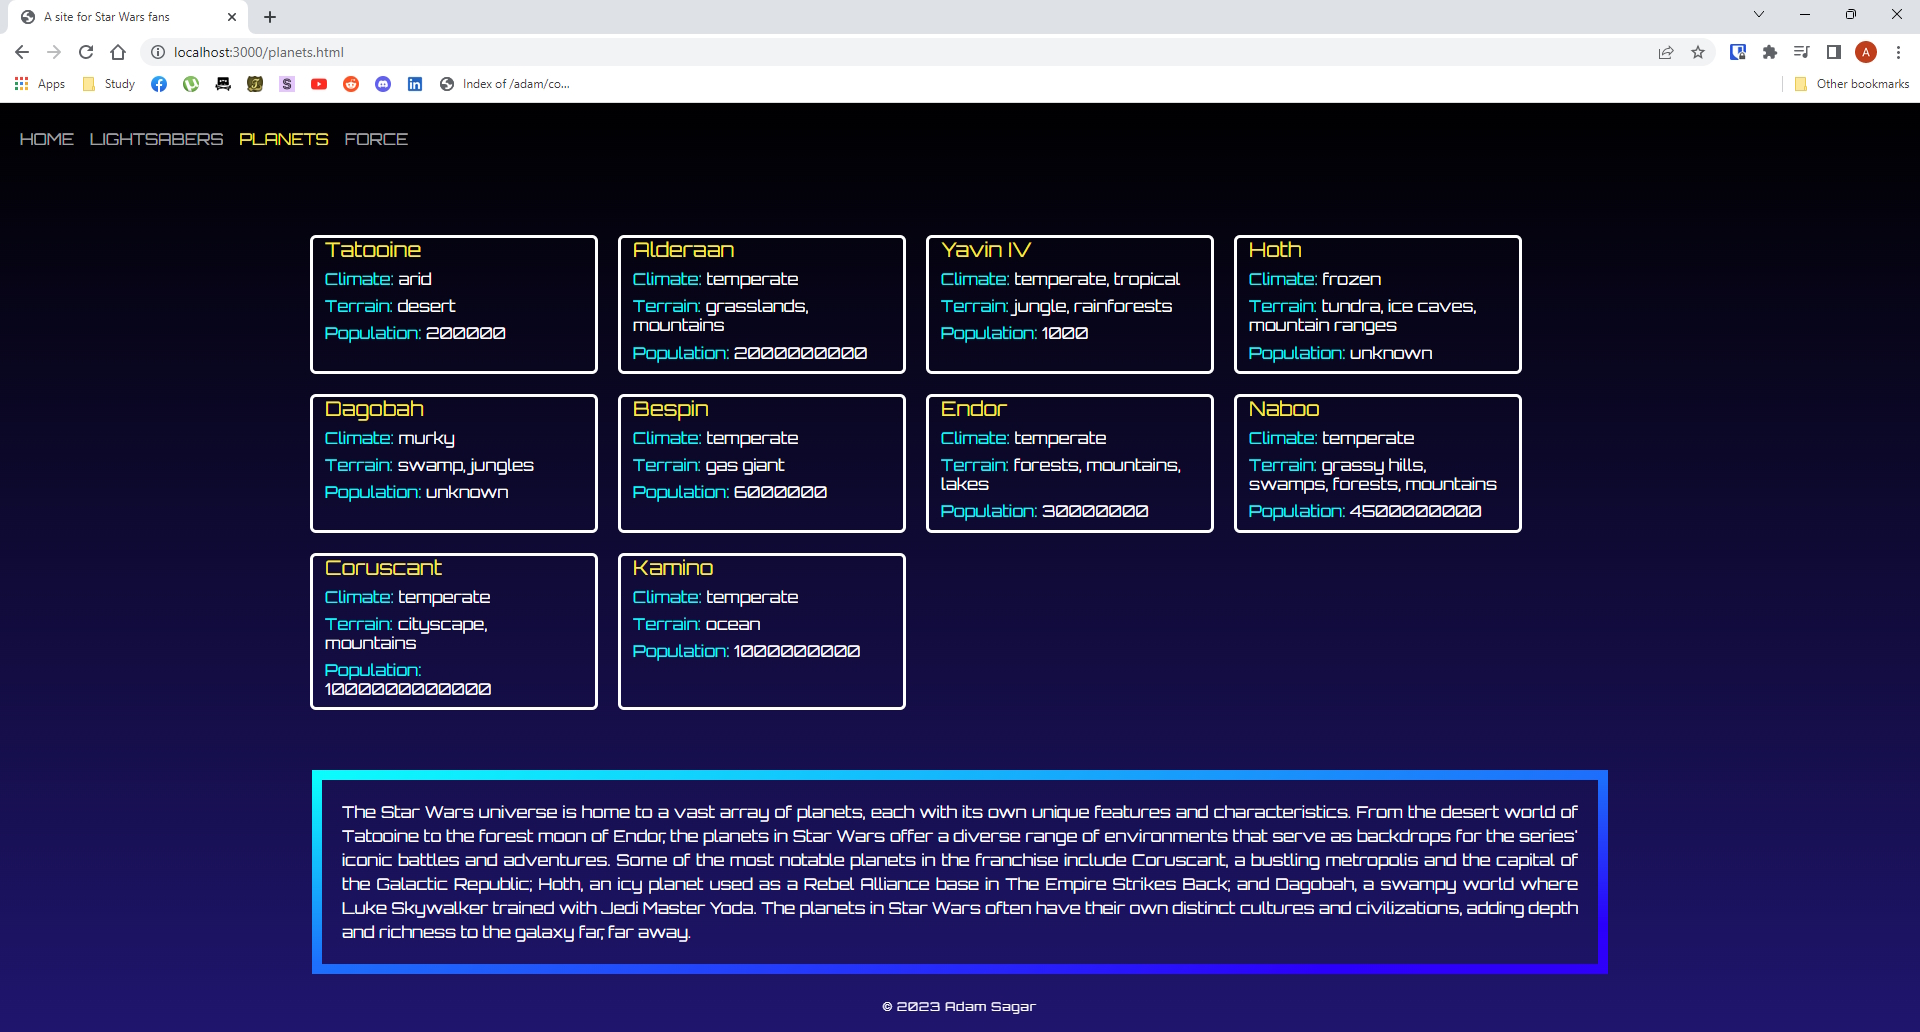 A site for Star Wars fans
localhost:3000/planets.html
A
Apps Study S Index of /adam/co... Other bookmarks
HOME LIGHTSABERS PLANETS FORCE
Tatooine
Climate: arid
Terrain: desert
Population: 200000
Alderaan
Climate: temperate
Terrain: grasslands,
mountains
Population: 2000000000
Yavin IV
Climate: temperate, tropical
Terrain: jungle, rainforests
Population: 1000
Hoth
Climate: frozen
Terrain: tundra, ice caves,
mountain ranges
Population: unknown
Dagobah
Climate: murky
Terrain: swamp, jungles
Population: unknown
Bespin
Climate: temperate
Terrain: gas giant
Population: 6000000
Endor
Climate: temperate
Terrain: forests, mountains,
lakes
Population: 30000000
Naboo
Climate: temperate
Terrain: grassy hills,
swamps, forests, mountains
Population: 4500000000
Coruscant
Climate: temperate
Terrain: cityscape,
mountains
Population:
1000000000000
Kamino
Climate: temperate
Terrain: ocean
Population: 1000000000
The Star Wars universe is home to a vast array of planets, each with its own unique features and characteristics. From the desert world of
Tatooine to the forest moon of Endor, the planets in Star Wars offer a diverse range of environments that serve as backdrops for the series'
iconic battles and adventures. Some of the most notable planets in the franchise include Coruscant, a bustling metropolis and the capital of
the Galactic Republic; Hoth, an icy planet used as a Rebel Alliance base in The Empire Strikes Back; and Dagobah, a swampy world where
Luke Skywalker trained with Jedi Master Yoda. The planets in Star Wars often have their own distinct cultures and civilizations, adding depth
and richness to the galaxy far, far away.
© 2023 Adam Sagar